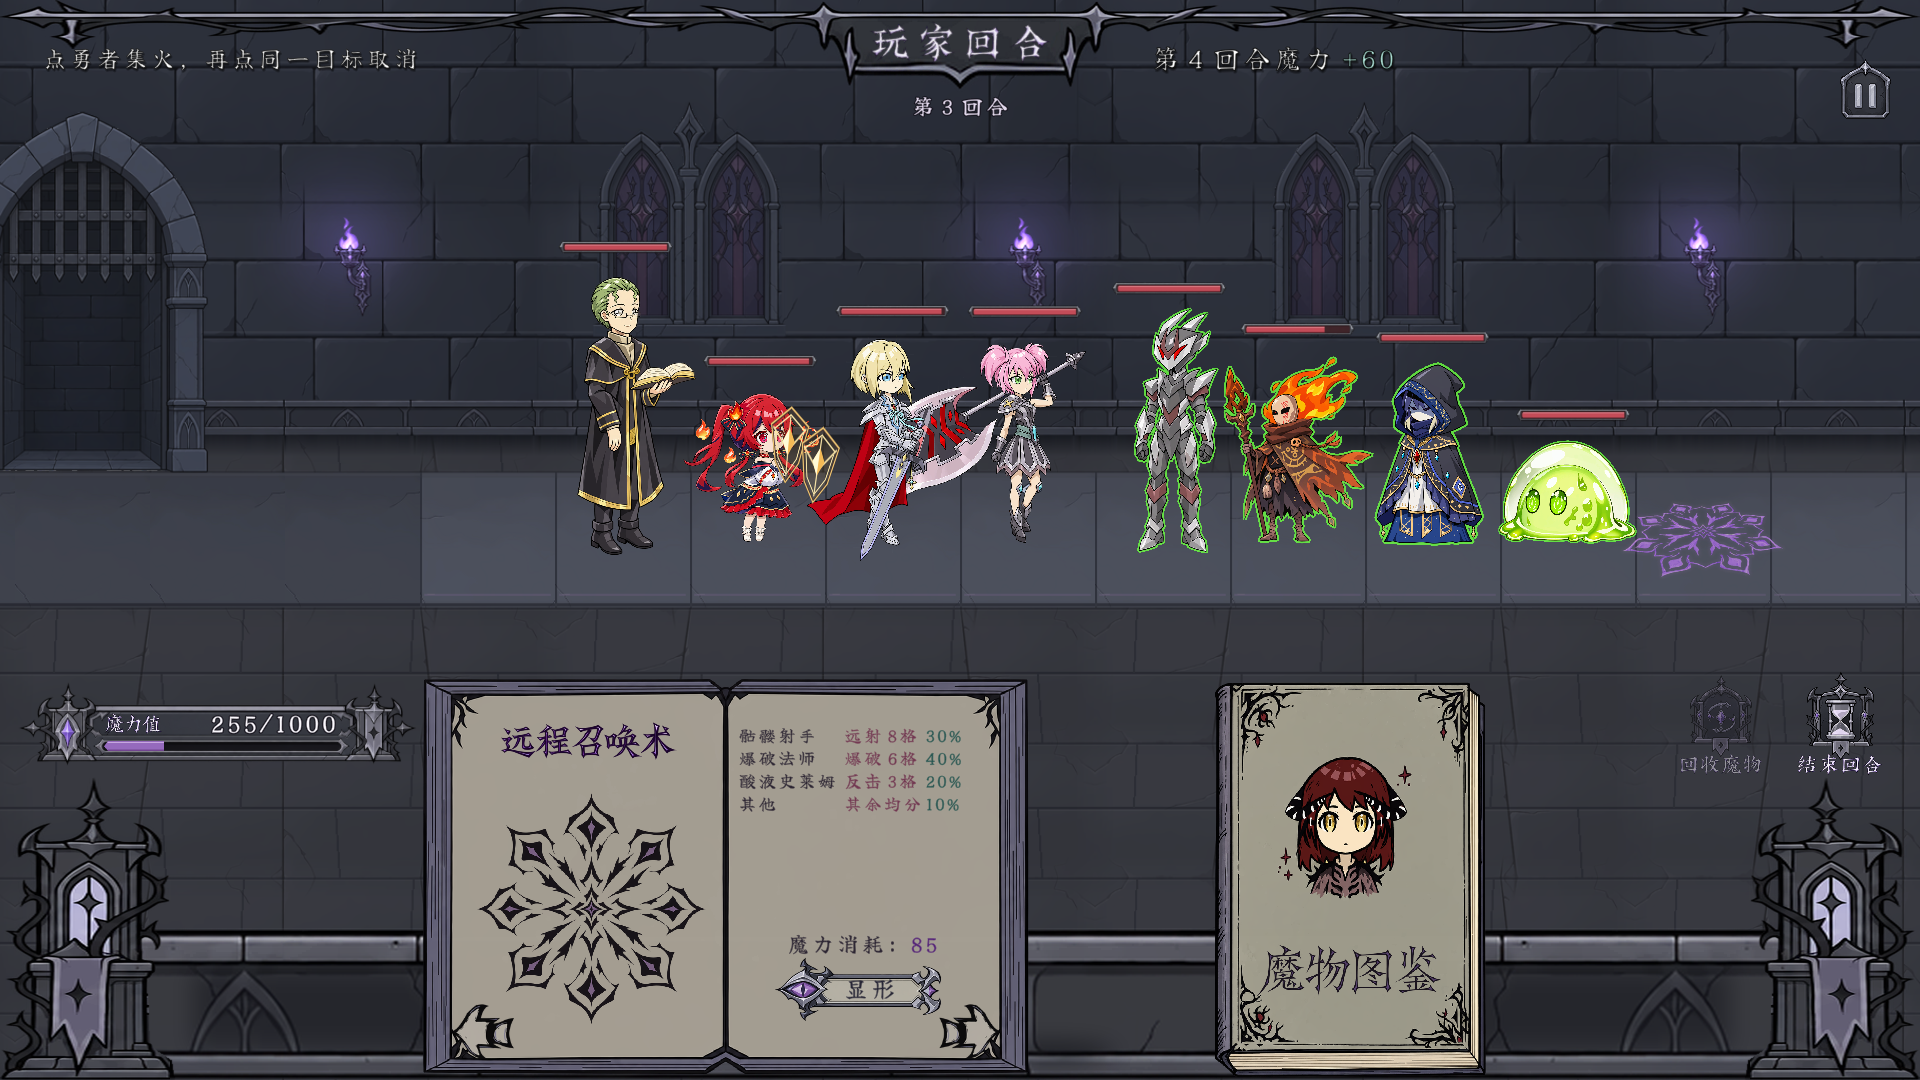 玩家回合
点勇者集火，再点同一目标取消
第4回合魔力+60
第3回合
魔力值 255/1000
远程召唤术
骷髅射手 远射8格 30%
爆破法师 爆破6格 40%
酸液史莱姆 反击3格 20%
其他 其余均分10%
魔力消耗：85
显形
魔物图鉴
回收魔物
结束回合